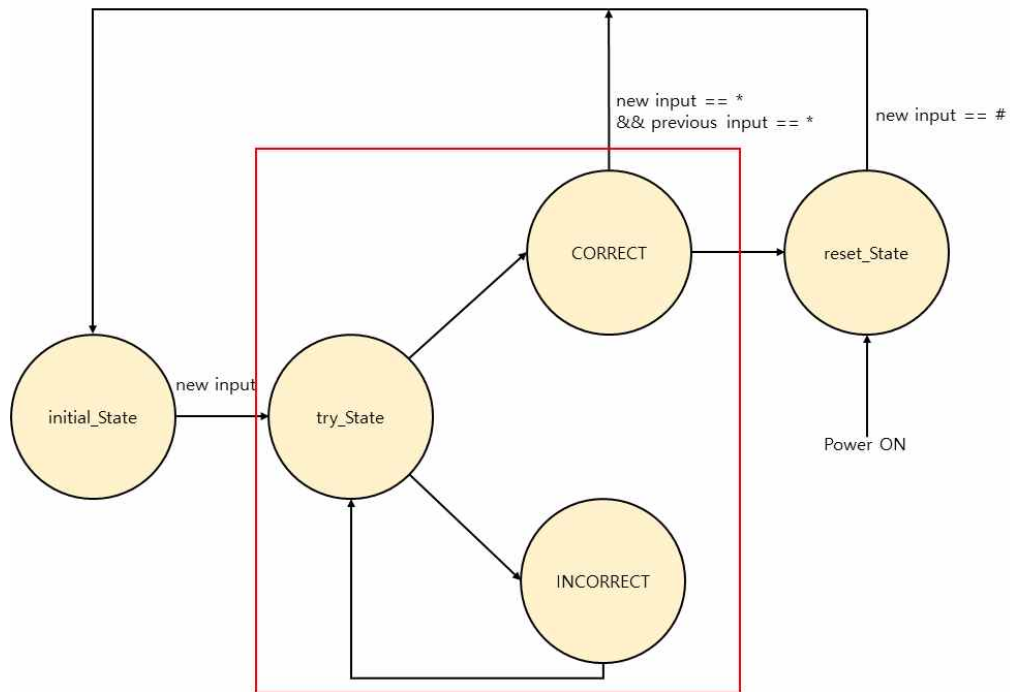 new input == *
&& previous input == *
new input == #
CORRECT
reset_State
new input
initial_State
try_State
Power ON
INCORRECT